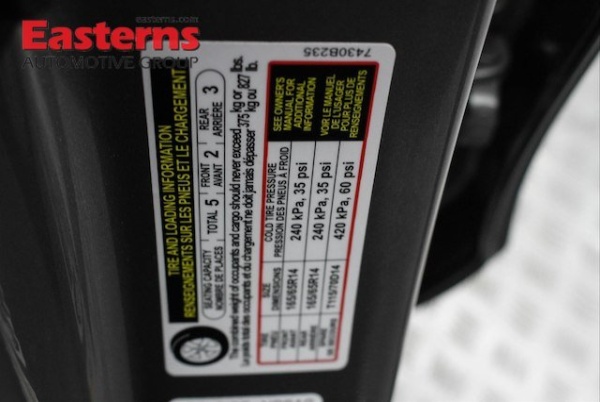 Easterns
AUTOMOTIVE GROUP
TIRE AND LOADING INFORMATION
RENSEIGNEMENTS SUR LES PNEUS ET LE CHARGEMENT
SEATING CAPACITY TOTAL 5 FRONT 2 REAR 3
NOMBRE DE PLACES AVANT ARRIÈRE
The combined weight of occupants and cargo should never exceed 375 kg or 827 lbs.
Le poids total des occupants et du chargement ne doit jamais dépasser 375 kg ou 827 lb.
TIRE SIZE COLD TIRE PRESSURE SEE OWNER'S
PNEU DIMENSIONS PRESSION DES PNEUS À FROID MANUAL FOR
ADDITIONAL
INFORMATION
FRONT
AVANT 165/65R14 240 kPa, 35 psi
REAR
ARRIÈRE 165/65R14 240 kPa, 35 psi
SPARE
DE SECOURS T115/70D14 420 kPa, 60 psi
VOIR LE MANUEL
DE L'USAGER
POUR PLUS DE
RENSEIGNEMENTS
7430B235